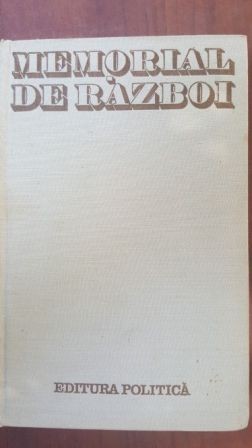 MEMORIAL
DE RĂZBOI
EDITURA POLITICĂ